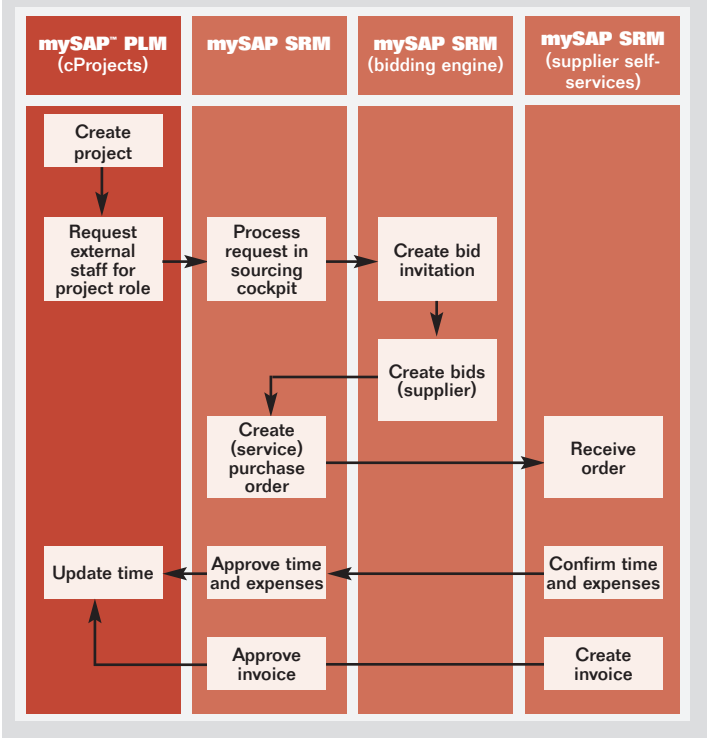 mySAP™ PLM
(cProjects)
mySAP SRM
mySAP SRM
(bidding engine)
mySAP SRM
(supplier self-
services)
Create
project
Request
external
staff for
project role
Process
request in
sourcing
cockpit
Create bid
invitation
Create bids
(supplier)
Create
(service)
purchase
order
Receive
order
Update time
Approve time
and expenses
Confirm time
and expenses
Approve
invoice
Create
invoice